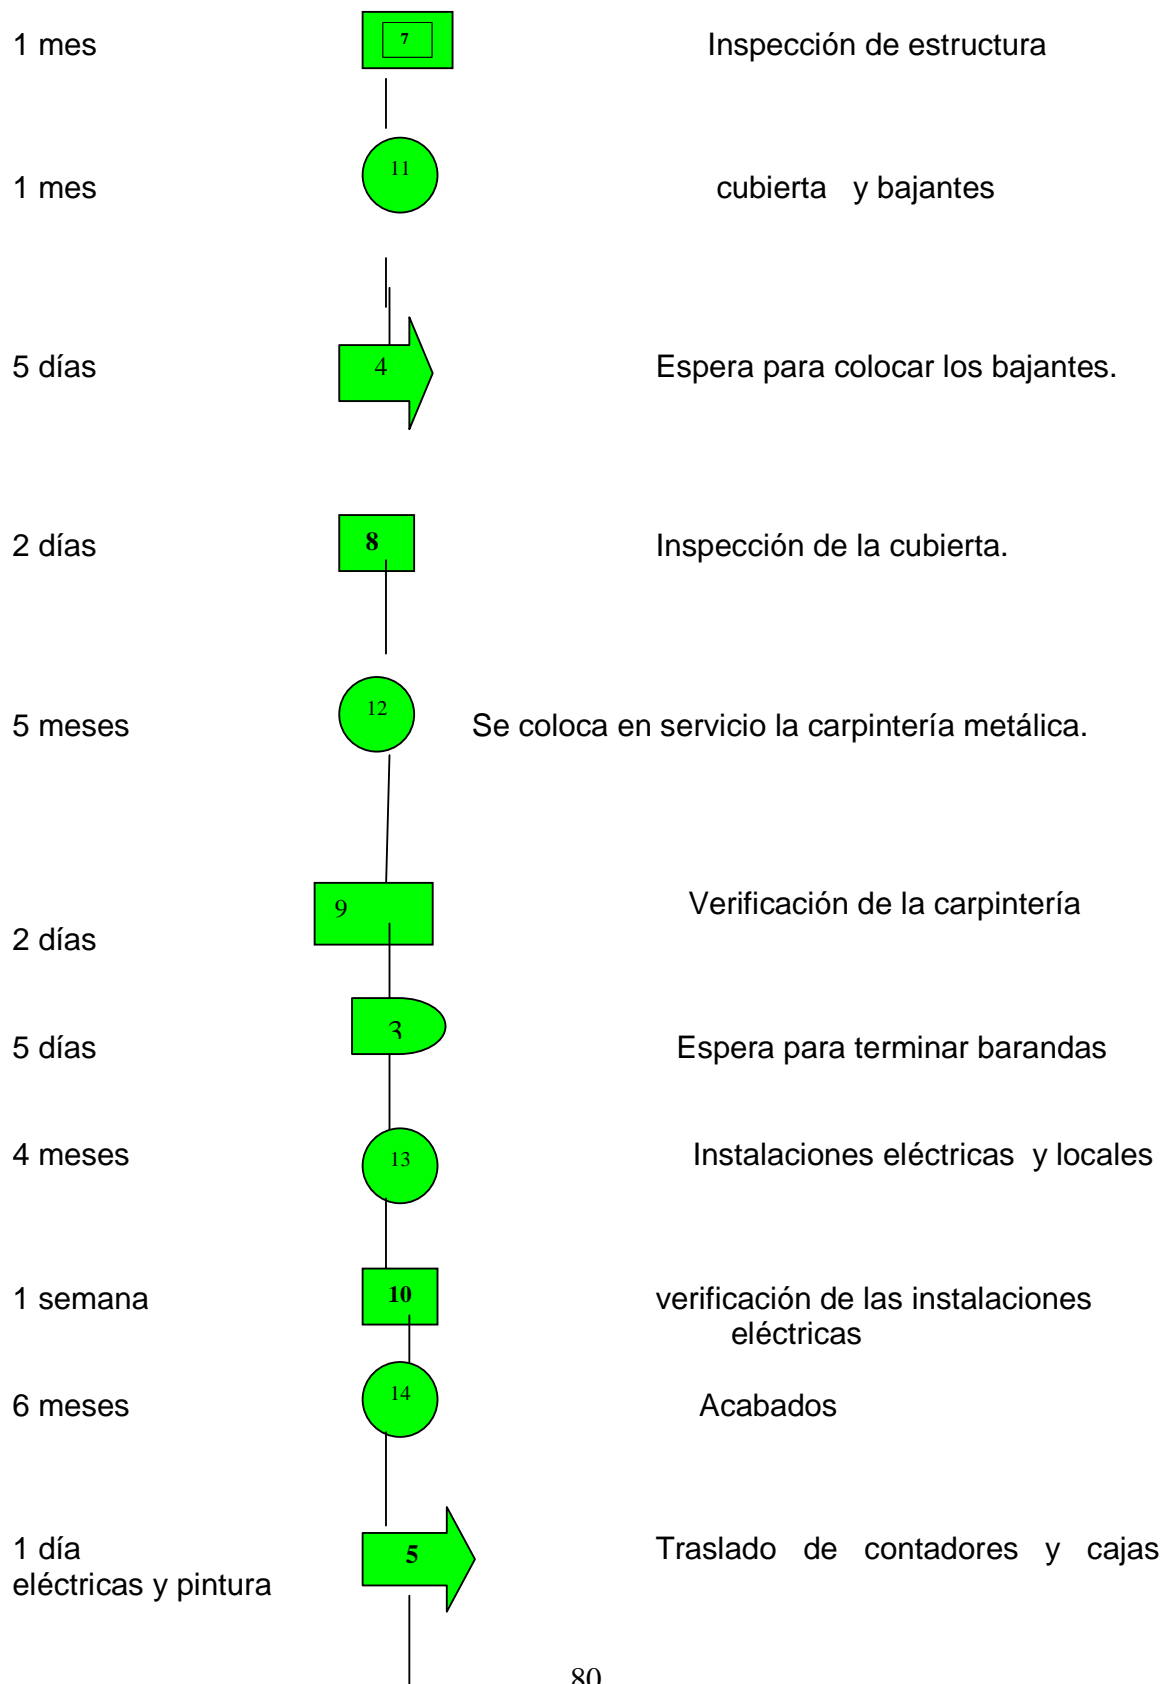 1 mes 7 Inspección de estructura
1 mes 11 cubierta y bajantes
5 días 4 Espera para colocar los bajantes.
2 días 8 Inspección de la cubierta.
5 meses 12 Se coloca en servicio la carpintería metálica.
9 Verificación de la carpintería
2 días
5 días 3 Espera para terminar barandas
4 meses 13 Instalaciones eléctricas y locales
1 semana 10 verificación de las instalaciones
eléctricas
6 meses 14 Acabados
1 día 5 Traslado de contadores y cajas
eléctricas y pintura
80